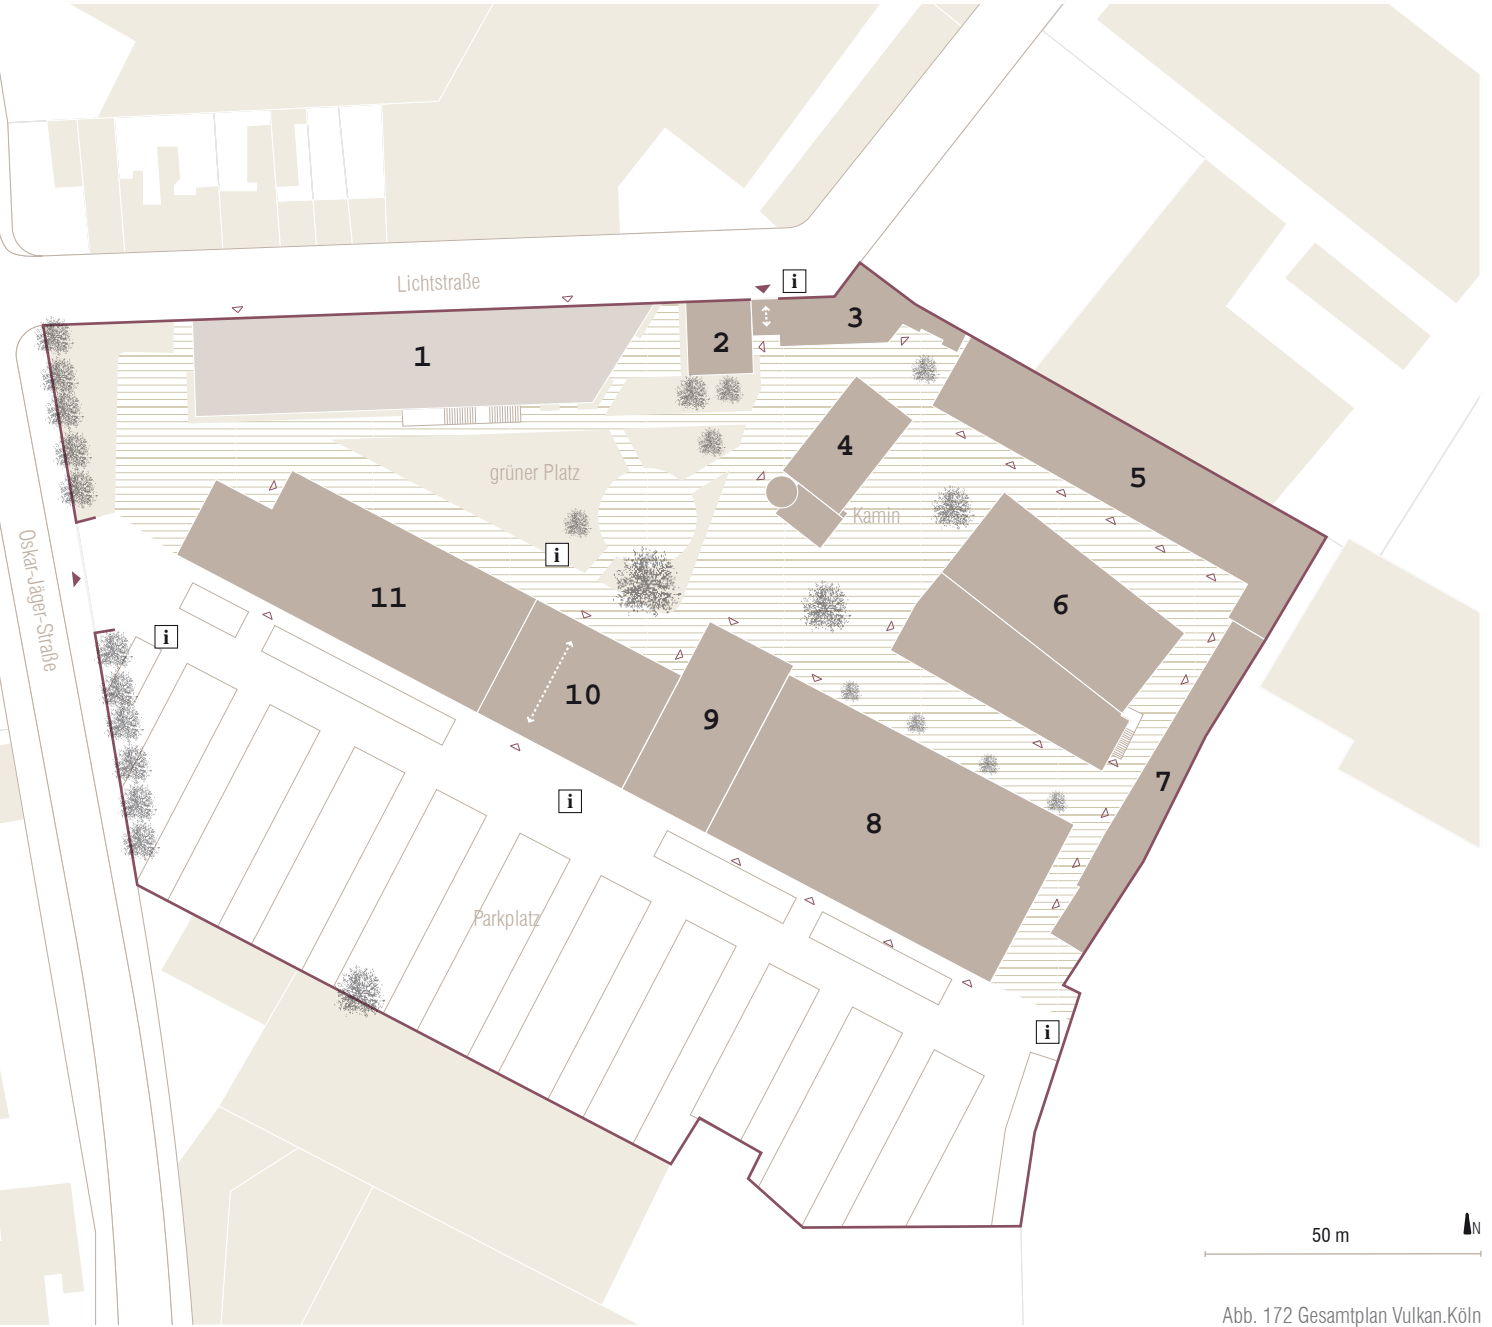 Lichtstraße
i
1
2
3
4
5
grüner Platz
Kamin
i
Oskar-Jäger-Straße
11
6
i
10
9
7
i
8
Parkplatz
i
50 m
N
Abb. 172 Gesamtplan Vulkan.Köln